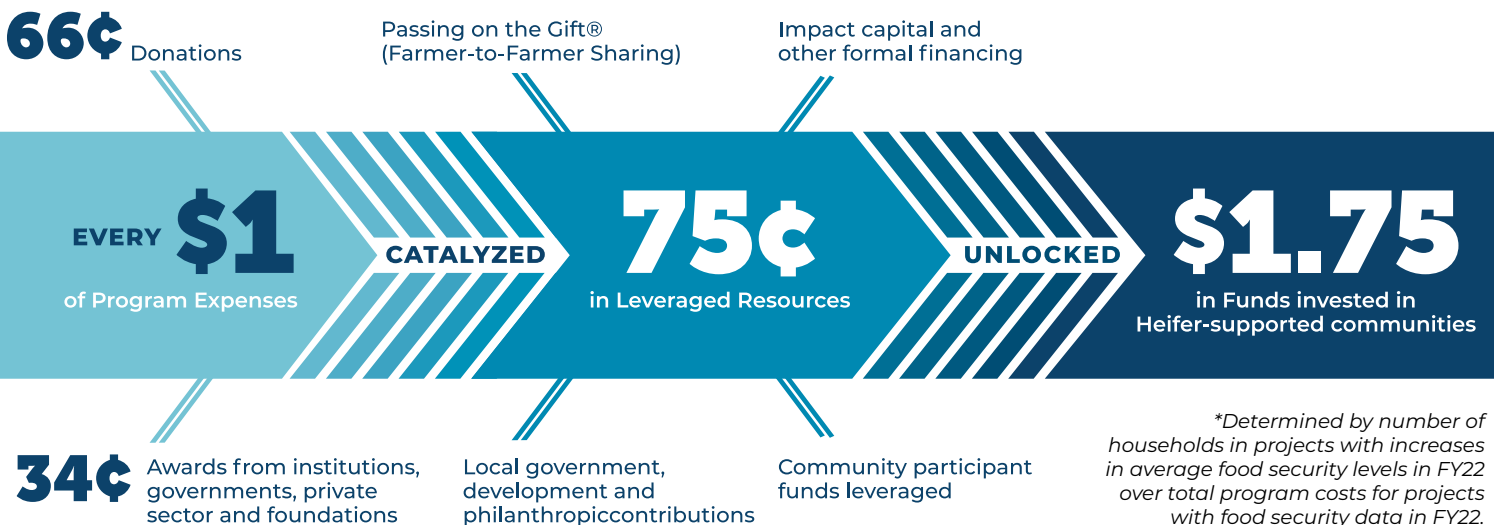 66¢ Donations
Passing on the Gift®
(Farmer-to-Farmer Sharing)
Impact capital and
other formal financing
EVERY $1
of Program Expenses
CATALYZED
75¢
in Leveraged Resources
UNLOCKED
$1.75
in Funds invested in
Heifer-supported communities
34¢ Awards from institutions,
governments, private
sector and foundations
Local government,
development and
philanthropiccontributions
Community participant
funds leveraged
*Determined by number of
households in projects with increases
in average food security levels in FY22
over total program costs for projects
with food security data in FY22.